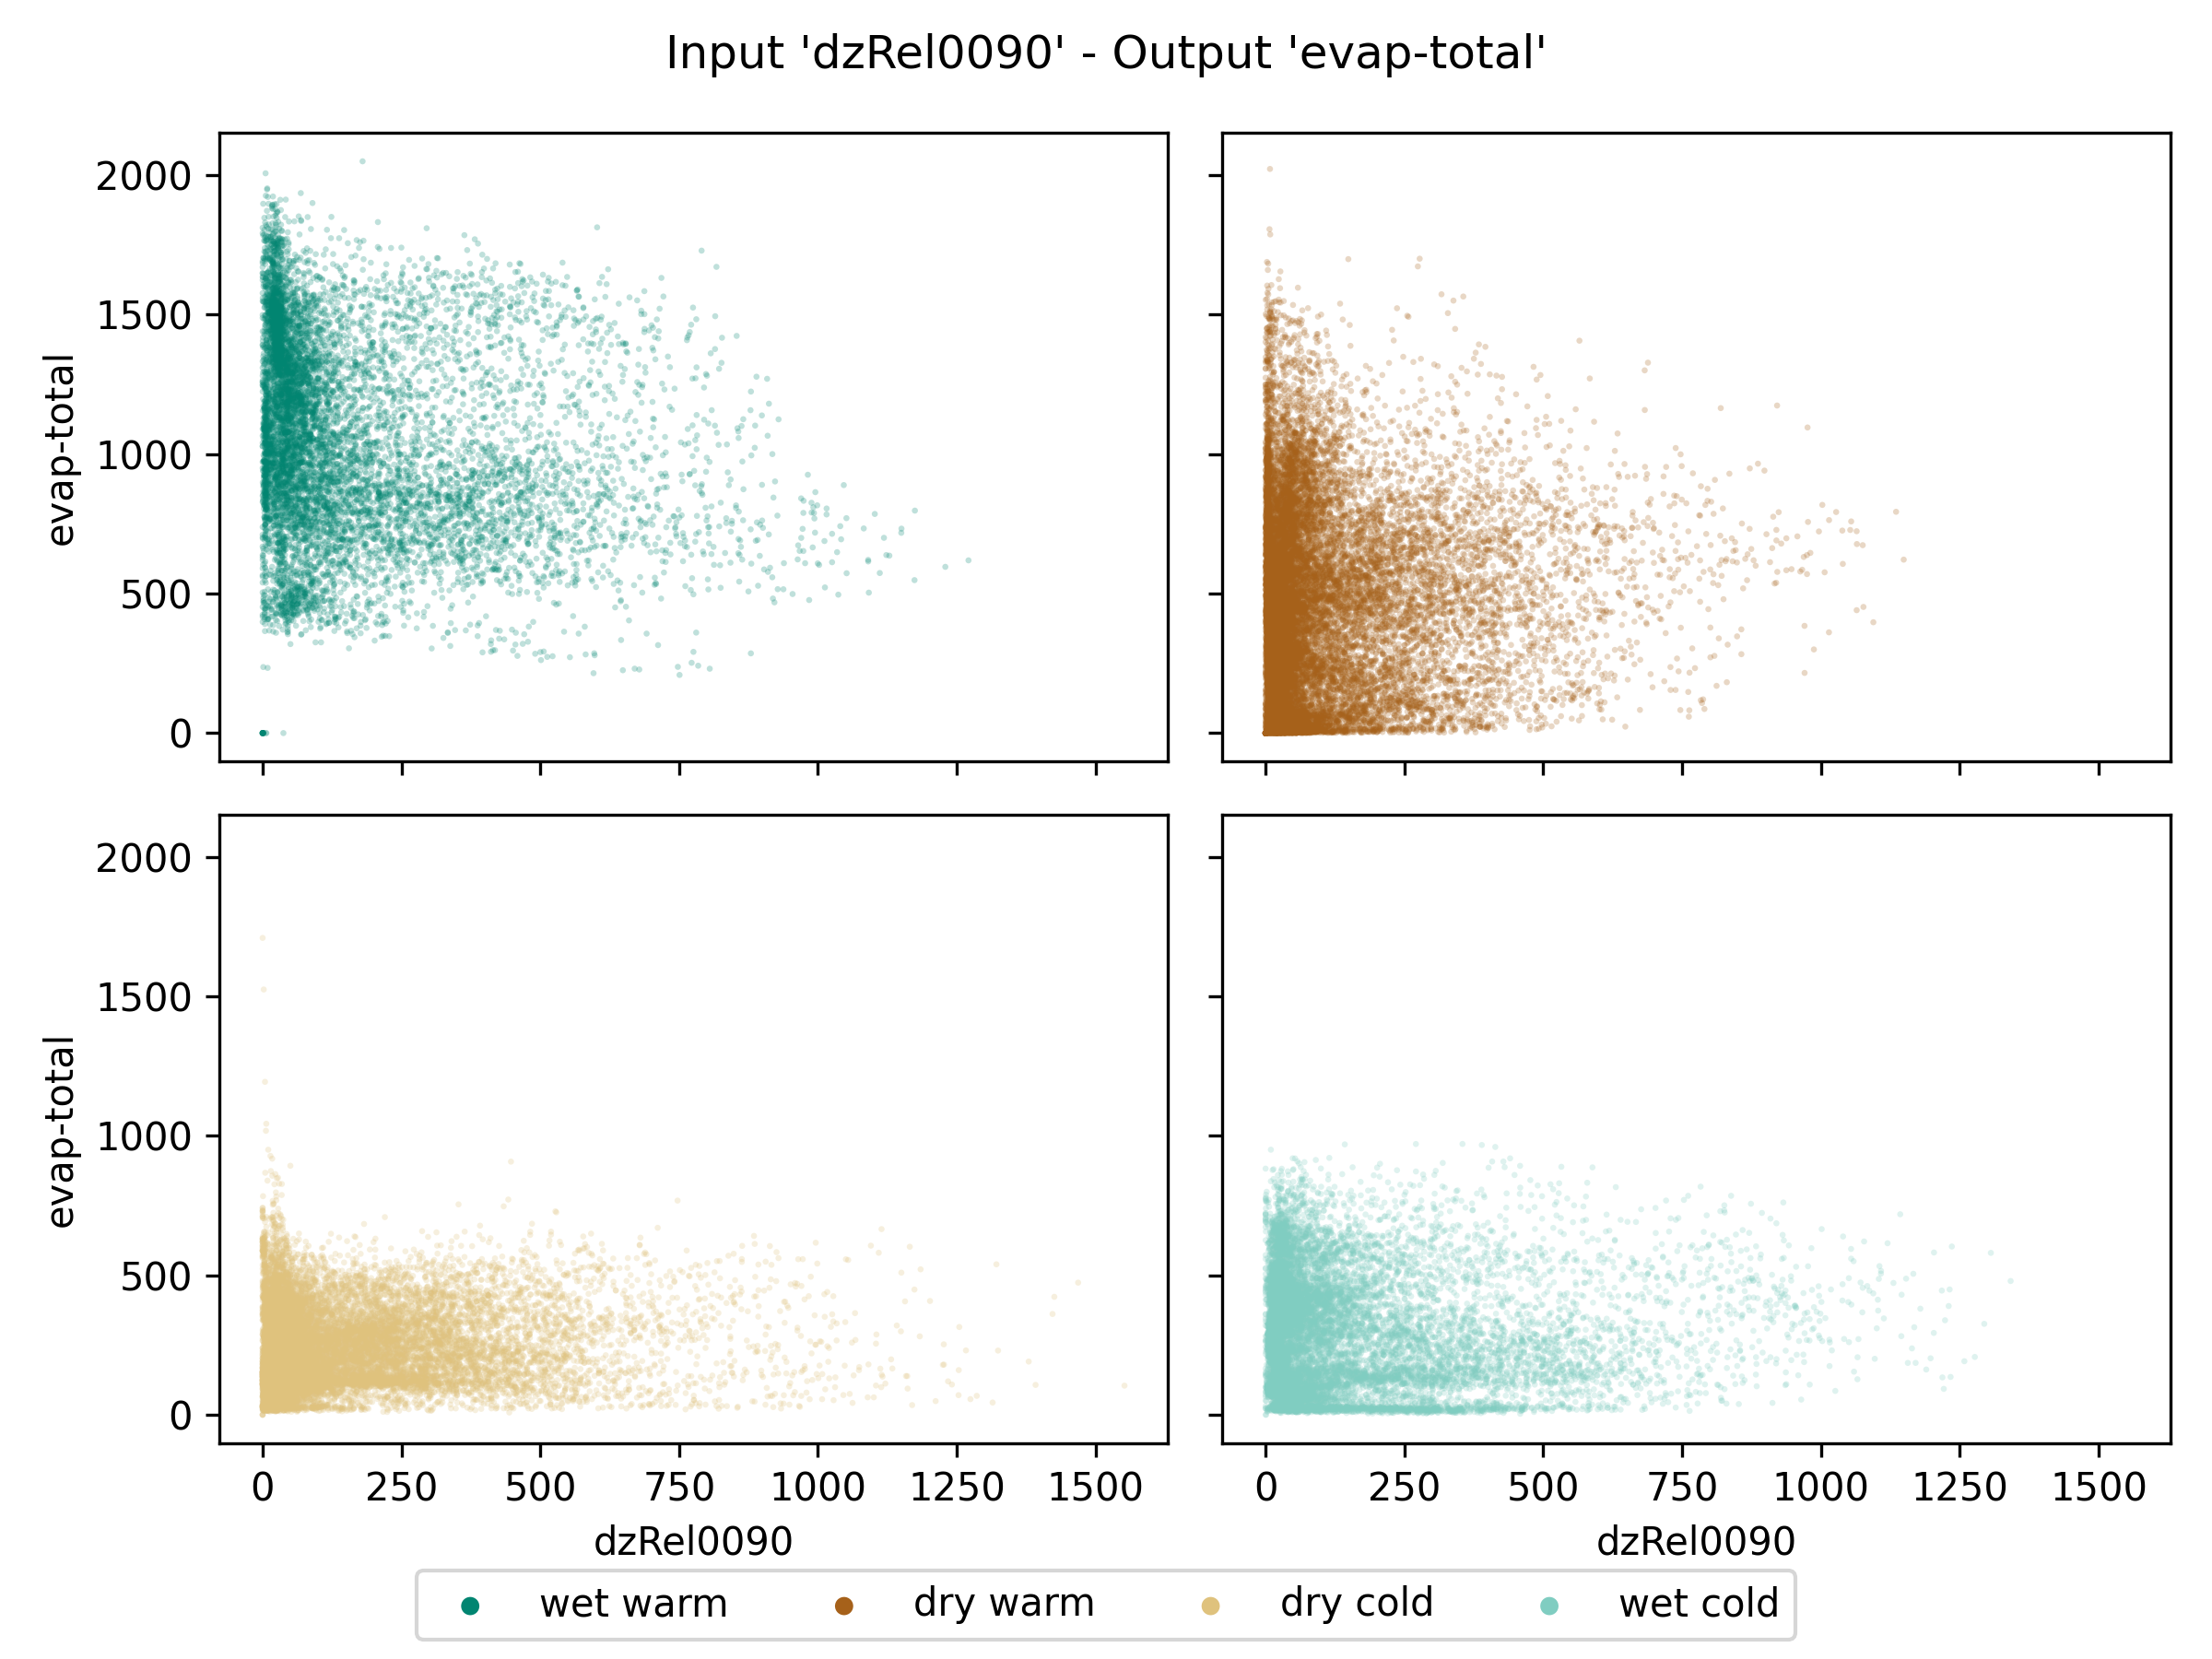 Input 'dzRel0090' - Output 'evap-total'
2000
1500
1000
500
0
evap-total
2000
1500
1000
500
0
evap-total
0 250 500 750 1000 1250 1500
dzRel0090
0 250 500 750 1000 1250 1500
dzRel0090
wet warm dry warm dry cold wet cold